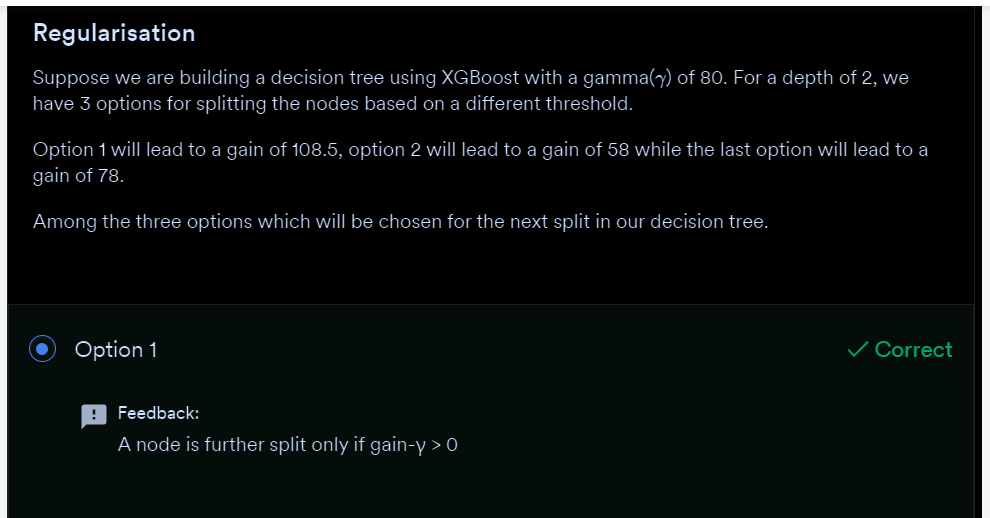 Regularisation
Suppose we are building a decision tree using XGBoost with a gamma(γ) of 80. For a depth of 2, we
have 3 options for splitting the nodes based on a different threshold.
Option 1 will lead to a gain of 108.5, option 2 will lead to a gain of 58 while the last option will lead to a
gain of 78.
Among the three options which will be chosen for the next split in our decision tree.
Option 1
Correct
Feedback:
A node is further split only if gain-γ > 0